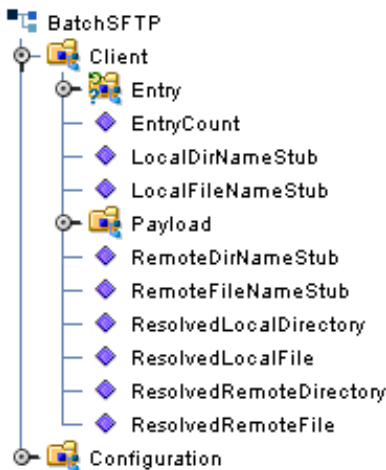 BatchSFTP
Client
Entry
EntryCount
LocalDirNameStub
LocalFileNameStub
Payload
RemoteDirNameStub
RemoteFileNameStub
ResolvedLocalDirectory
ResolvedLocalFile
ResolvedRemoteDirectory
ResolvedRemoteFile
Configuration